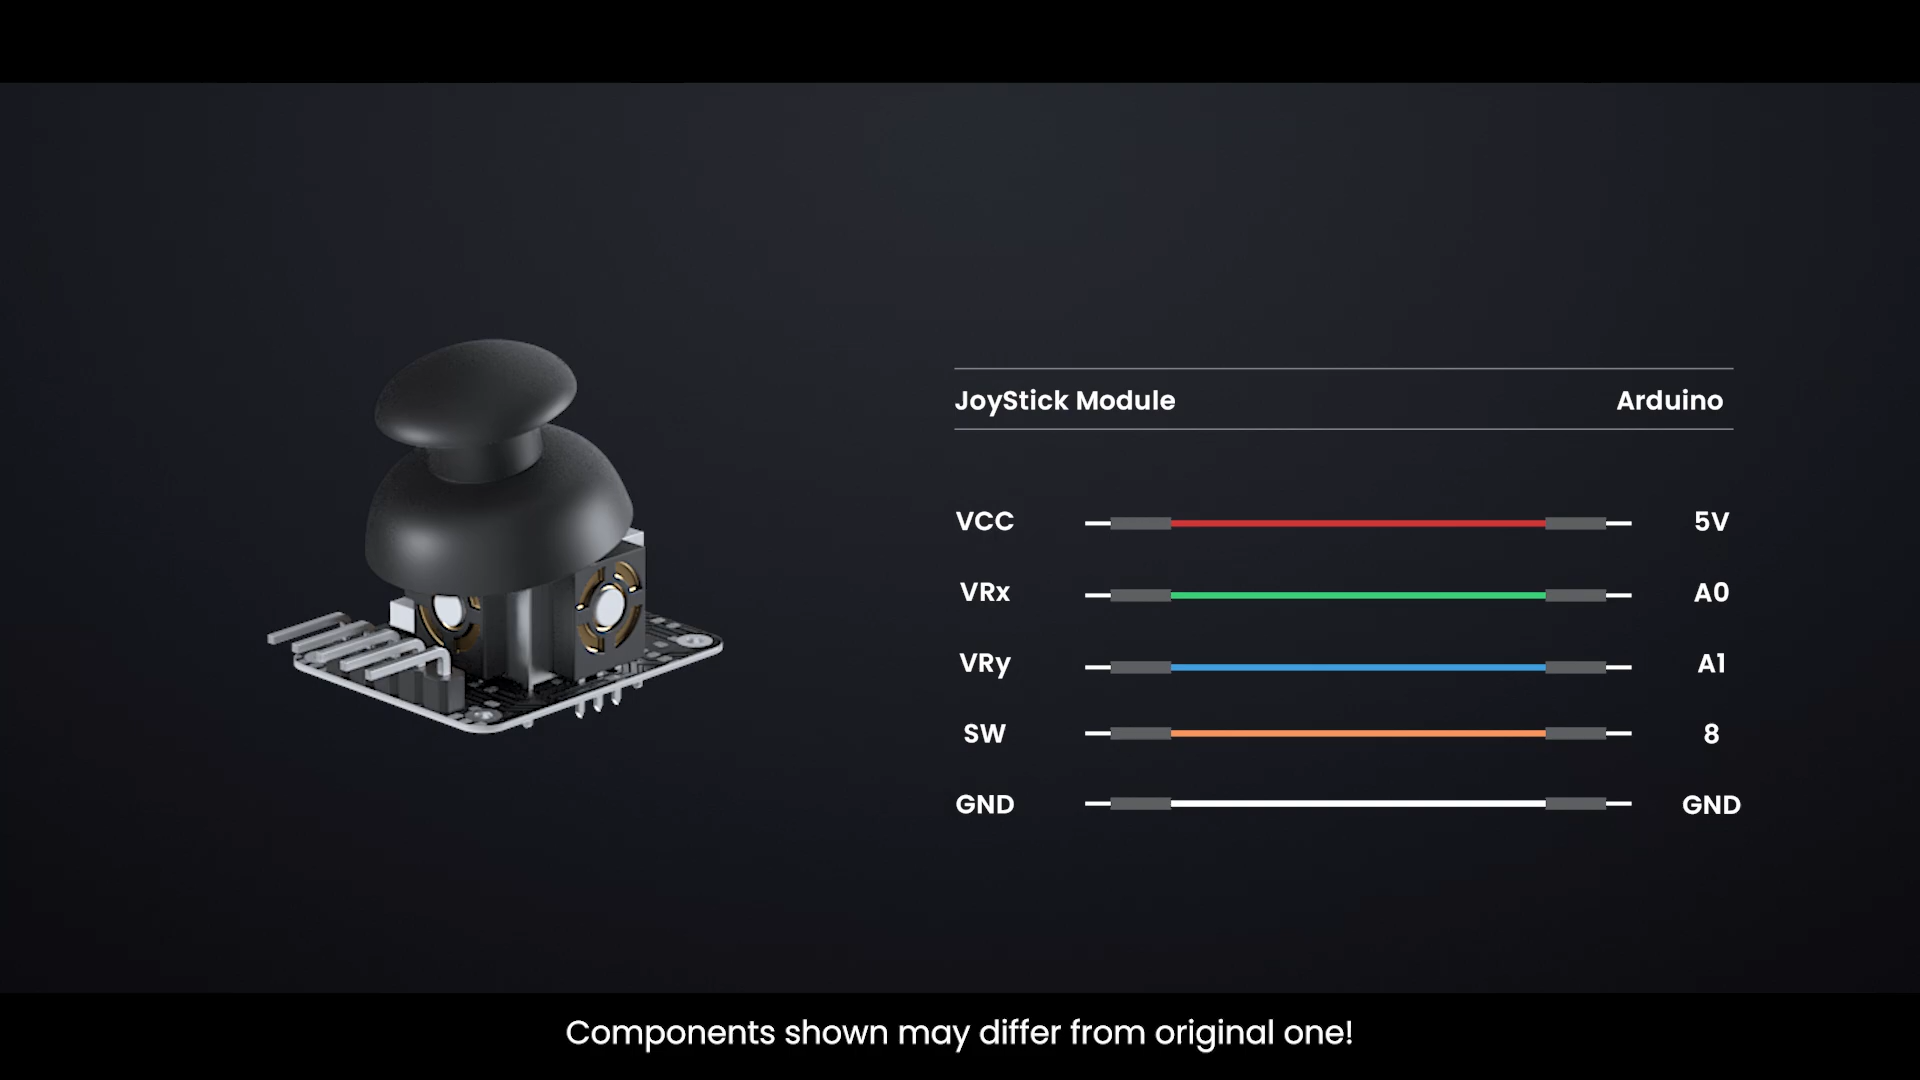 JoyStick Module Arduino
VCC 5V
VRx A0
VRy A1
SW 8
GND GND
Components shown may differ from original one!